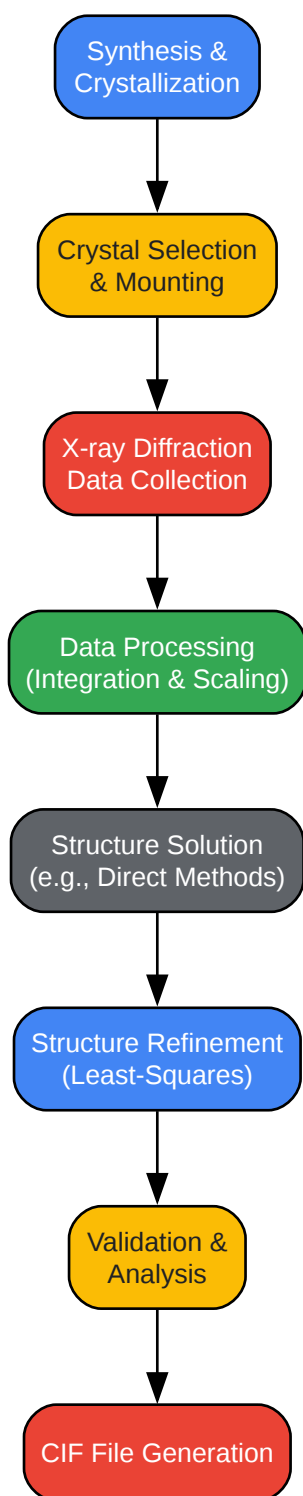 Synthesis &
Crystallization
Crystal Selection
& Mounting
X-ray Diffraction
Data Collection
Data Processing
(Integration & Scaling)
Structure Solution
(e.g., Direct Methods)
Structure Refinement
(Least-Squares)
Validation &
Analysis
CIF File Generation